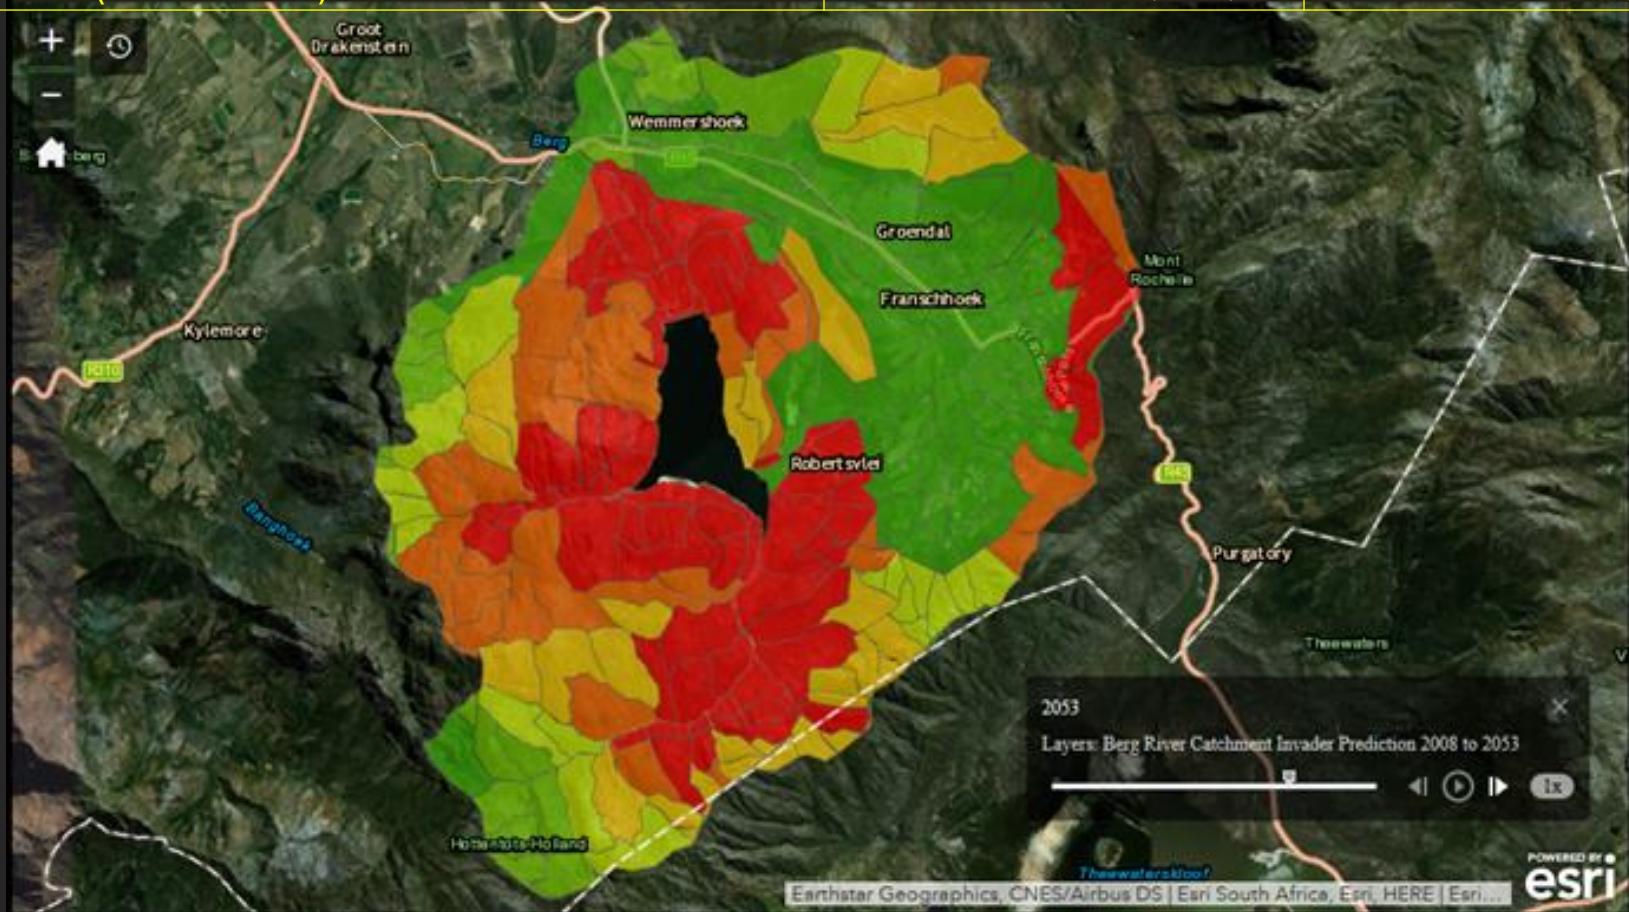 Groot
Drakenstein
Wemmershoek
Berg
berg
Groendal
Mont
Rochelle
Franschhoek
Kylemore
R310
Robertsvlei
R45
Banghoek
Purgatory
Theewaters
V
2053
Layers: Berg River Catchment Invader Prediction 2008 to 2053
1x
Hottentots-Holland
Theewaterskloof
POWERED BY
esri
Earthstar Geographics, CNES/Airbus DS | Esri South Africa, Esri, HERE | Esri...